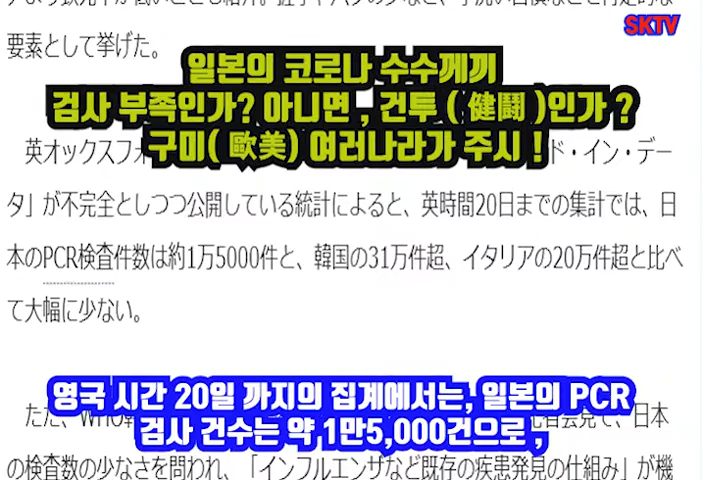 SKTV
要素として挙げた。
일본의 코로나 수수께끼
검사 부족인가? 아니면 , 건투 ( 健闘 )인가 ?
구미( 歐美) 여러나라가 주시 !
英オックスフォ
ド・イン・デー
タ」が不完全としつつ公開している統計によると、英時間20日までの集計では、日
本のPCR検査件数は約1万5000件と、韓国の31万件超、イタリアの20万件超と比べ
て大幅に少ない。
영국 시간 20일 까지의 집계에서는, 일본의 PCR
검사 건수는 약 1만5,000건으로 ,
ただ、WHO
見で、日本
の検査数の少なさを問われ、「インフルエンザなど既存の疾患発見の仕組み」が機